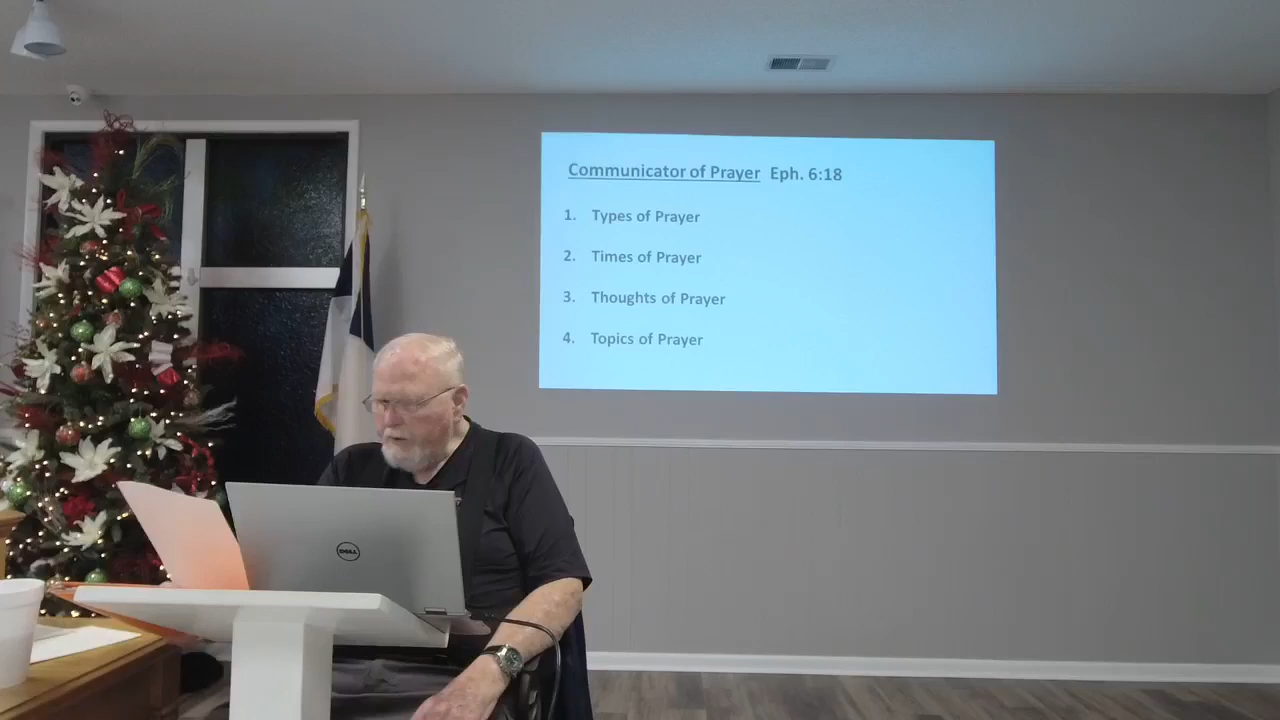 Communicator of Prayer Eph. 6:18
1. Types of Prayer
2. Times of Prayer
3. Thoughts of Prayer
4. Topics of Prayer
DELL